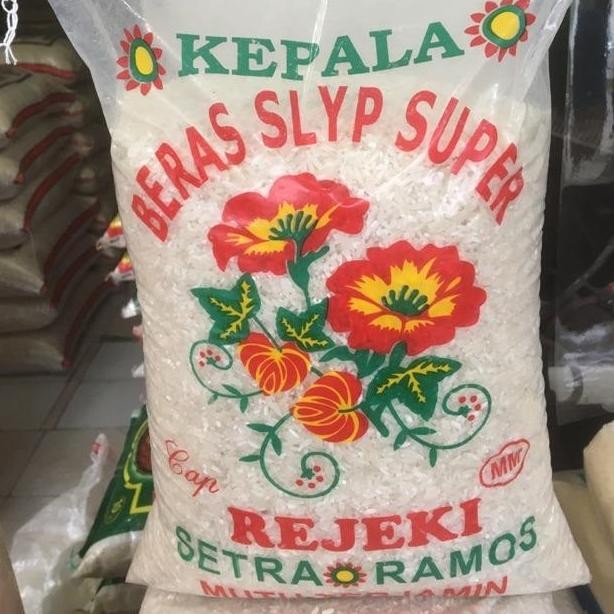 KEPALA
BERAS SLYP SUPER
Cap
MM
REJEKI
SETRA RAMOS